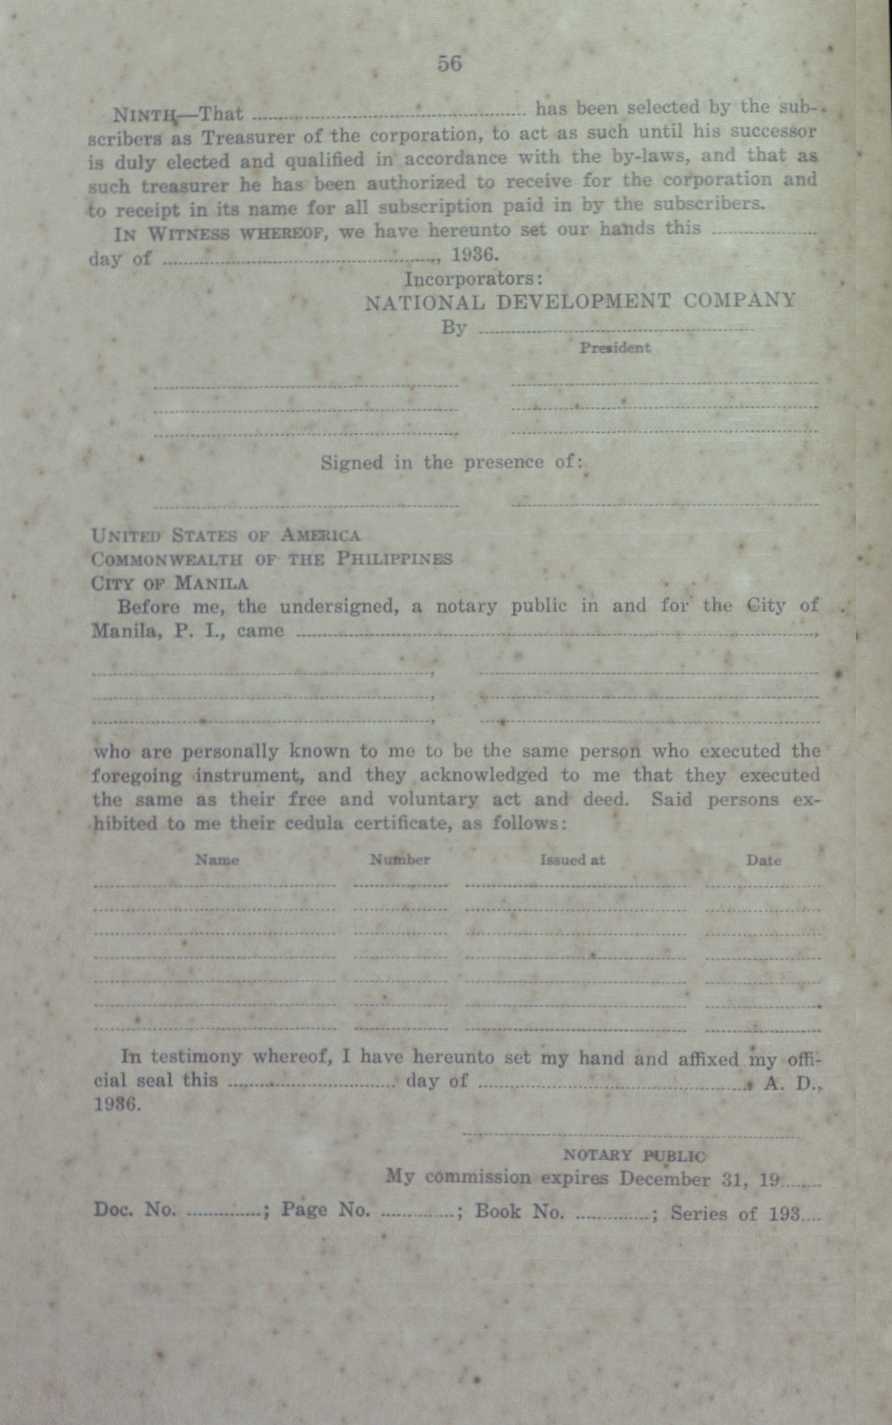 56
NINTH—That ........................................ has been selected by the sub-
scribers as Treasurer of the corporation, to act as such until his successor
is duly elected and qualified in accordance with the by-laws, and that as
such treasurer he has been authorized to receive for the corporation and
to receipt in its name for all subscription paid in by the subscribers.
IN WITNESS WHEREOF, we have hereunto set our hands this ....................
day of ........................................, 1936.
Incorporators:
NATIONAL DEVELOPMENT COMPANY
By ........................................
President
Signed in the presence of:
UNITED STATES OF AMERICA
COMMONWEALTH OF THE PHILIPPINES
CITY OF MANILA
Before me, the undersigned, a notary public in and for the City of
Manila, P. I., came ........................................,
who are personally known to me to be the same person who executed the
foregoing instrument, and they acknowledged to me that they executed
the same as their free and voluntary act and deed. Said persons ex-
hibited to me their cedula certificate, as follows:
Name Number Issued at Date
In testimony whereof, I have hereunto set my hand and affixed my offi-
cial seal this .............................. day of ........................................, A. D.,
1936.
NOTARY PUBLIC
My commission expires December 31, 19........
Doc. No. ..............; Page No. ..............; Book No. ..............; Series of 193....